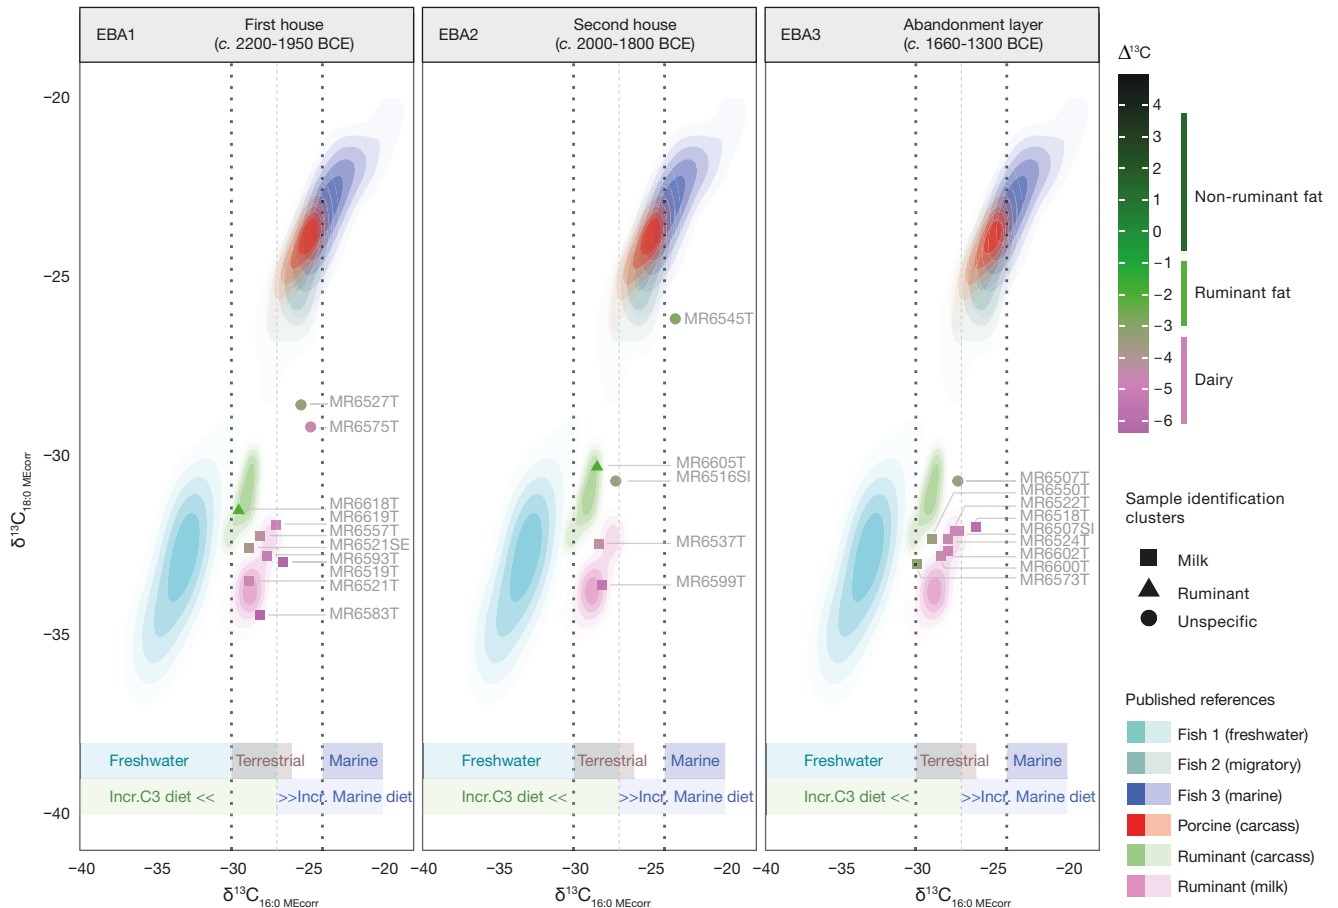 EBA1
First house
(c. 2200-1950 BCE)
EBA2
Second house
(c. 2000-1800 BCE)
EBA3
Abandonment layer
(c. 1660-1300 BCE)
δ13C18:0 MEcorr
−20
−25
−30
−35
−40
MR6527T
MR6575T
MR6618T
MR6619T
MR6557T
MR6521SE
MR6593T
MR6519T
MR6521T
MR6583T
Freshwater
Terrestrial
Marine
Incr.C3 diet <<
>>Incr. Marine diet
−40
−30
−25
−20
δ13C16:0 MEcorr
MR6545T
MR6605T
MR6516SI
MR6537T
MR6599T
Freshwater
Terrestrial
Marine
Incr.C3 diet <<
>>Incr. Marine diet
−40
−30
−25
−20
δ13C16:0 MEcorr
MR6507T
MR6550T
MR6522T
MR6518T
MR6507SI
MR6524T
MR6602T
MR6600T
MR6573T
Freshwater
Terrestrial
Marine
Incr.C3 diet <<
>>Incr. Marine diet
−40
−30
−25
−20
δ13C16:0 MEcorr
Δ13C
4
3
2
1
0
−1
−2
−3
−4
−5
−6
Non-ruminant fat
Ruminant fat
Dairy
Sample identification
clusters
Milk
Ruminant
Unspecific
Published references
Fish 1 (freshwater)
Fish 2 (migratory)
Fish 3 (marine)
Porcine (carcass)
Ruminant (carcass)
Ruminant (milk)